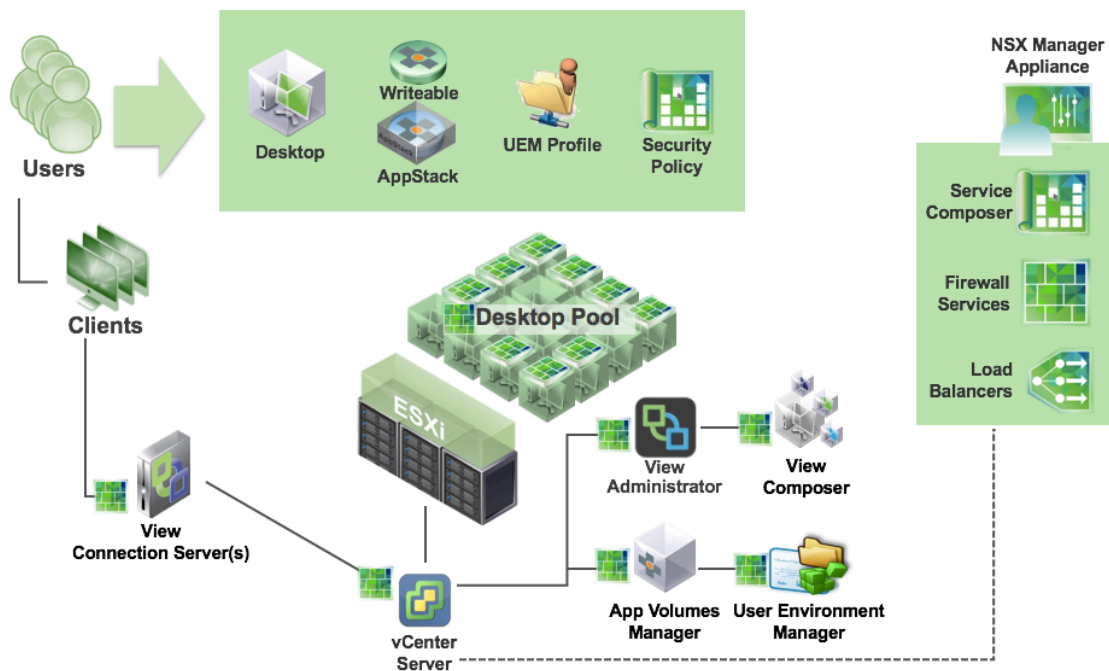 Users
Desktop
Writeable
AppStack
AppStack
UEM Profile
Security
Policy
NSX Manager
Appliance
Service
Composer
Firewall
Services
Load
Balancers
Clients
Desktop Pool
ESXi
View
Connection Server(s)
View
Administrator
View
Composer
vCenter
Server
App Volumes
Manager
User Environment
Manager